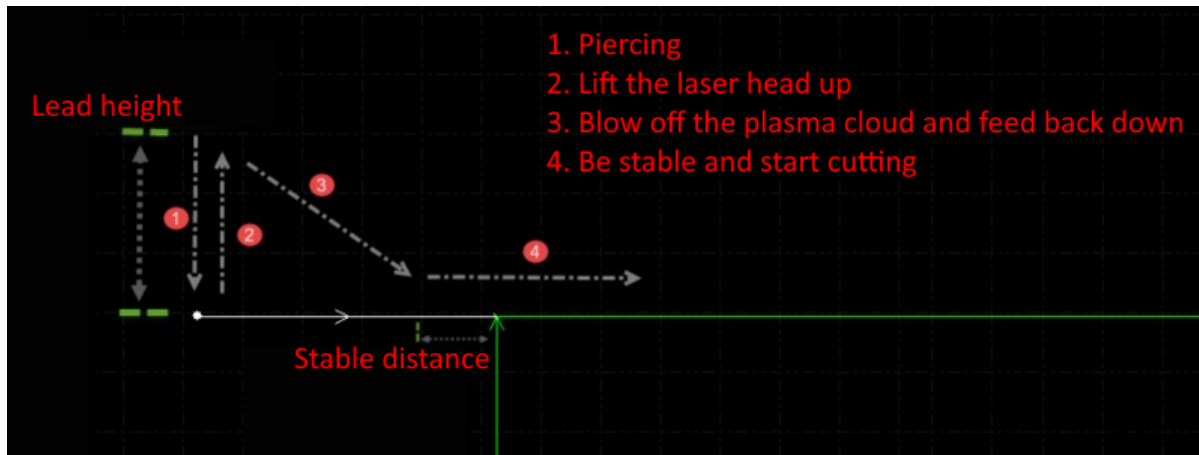 1. Piercing
2. Lift the laser head up
Lead height
3. Blow off the plasma cloud and feed back down
4. Be stable and start cutting
3
1
2
4
Stable distance